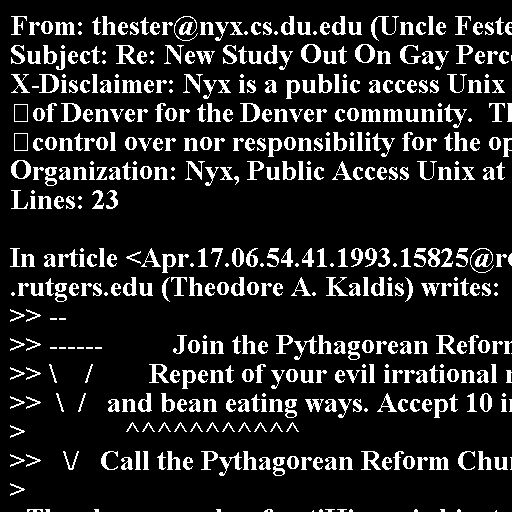 From: thester@nyx.cs.du.edu (Uncle Feste
Subject: Re: New Study Out On Gay Perc
X-Disclaimer: Nyx is a public access Unix
of Denver for the Denver community. Th
control over nor responsibility for the op
Organization: Nyx, Public Access Unix at
Lines: 23

In article <Apr.17.06.54.41.1993.15825@r
.rutgers.edu (Theodore A. Kaldis) writes:
>> --
>> ------ Join the Pythagorean Reform
>> \ / Repent of your evil irrational
>> \ / and bean eating ways. Accept 10 i
> ^^^^^^^^^^^
>> \/ Call the Pythagorean Reform Chu
>